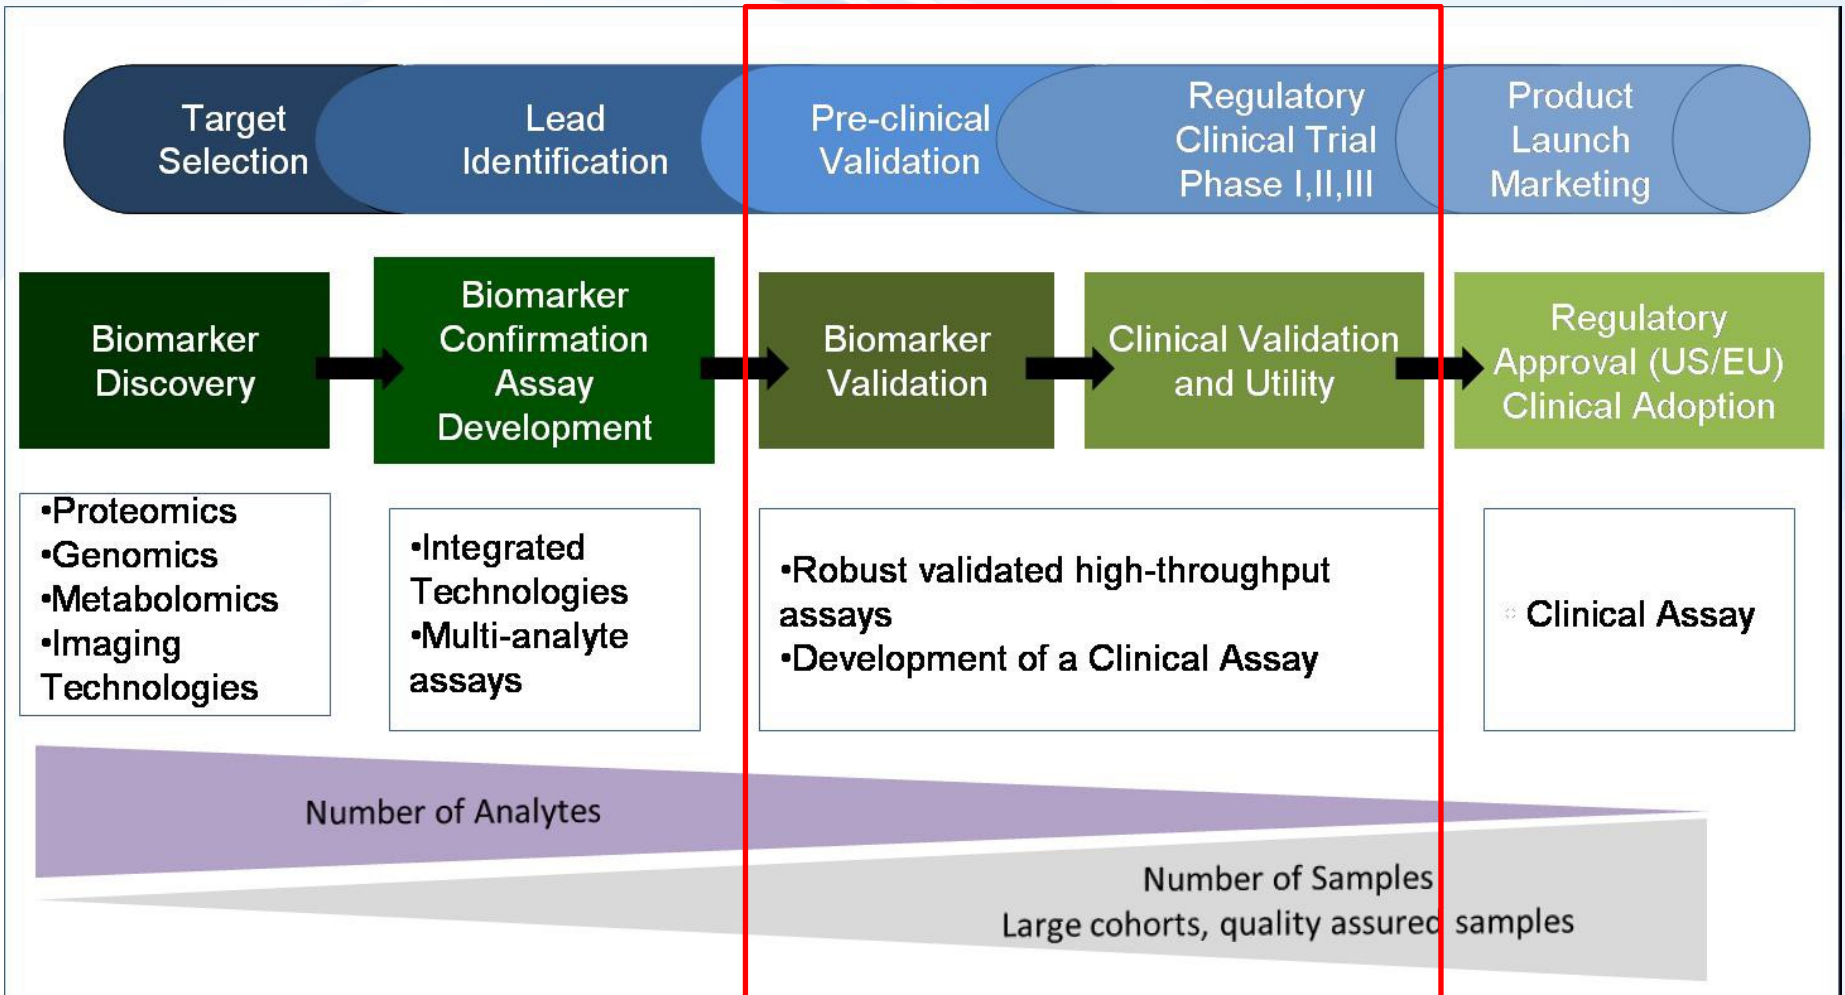 Target
Selection
Lead
Identification
Pre-clinical
Validation
Regulatory
Clinical Trial
Phase I,II,III
Product
Launch
Marketing
Biomarker
Discovery
Biomarker
Confirmation
Assay
Development
Biomarker
Validation
Clinical Validation
and Utility
Regulatory
Approval (US/EU)
Clinical Adoption
•Proteomics
•Genomics
•Metabolomics
•Imaging
Technologies
•Integrated
Technologies
•Multi-analyte
assays
•Robust validated high-throughput
assays
•Development of a Clinical Assay
Clinical Assay
Number of Analytes
Number of Samples
Large cohorts, quality assured samples